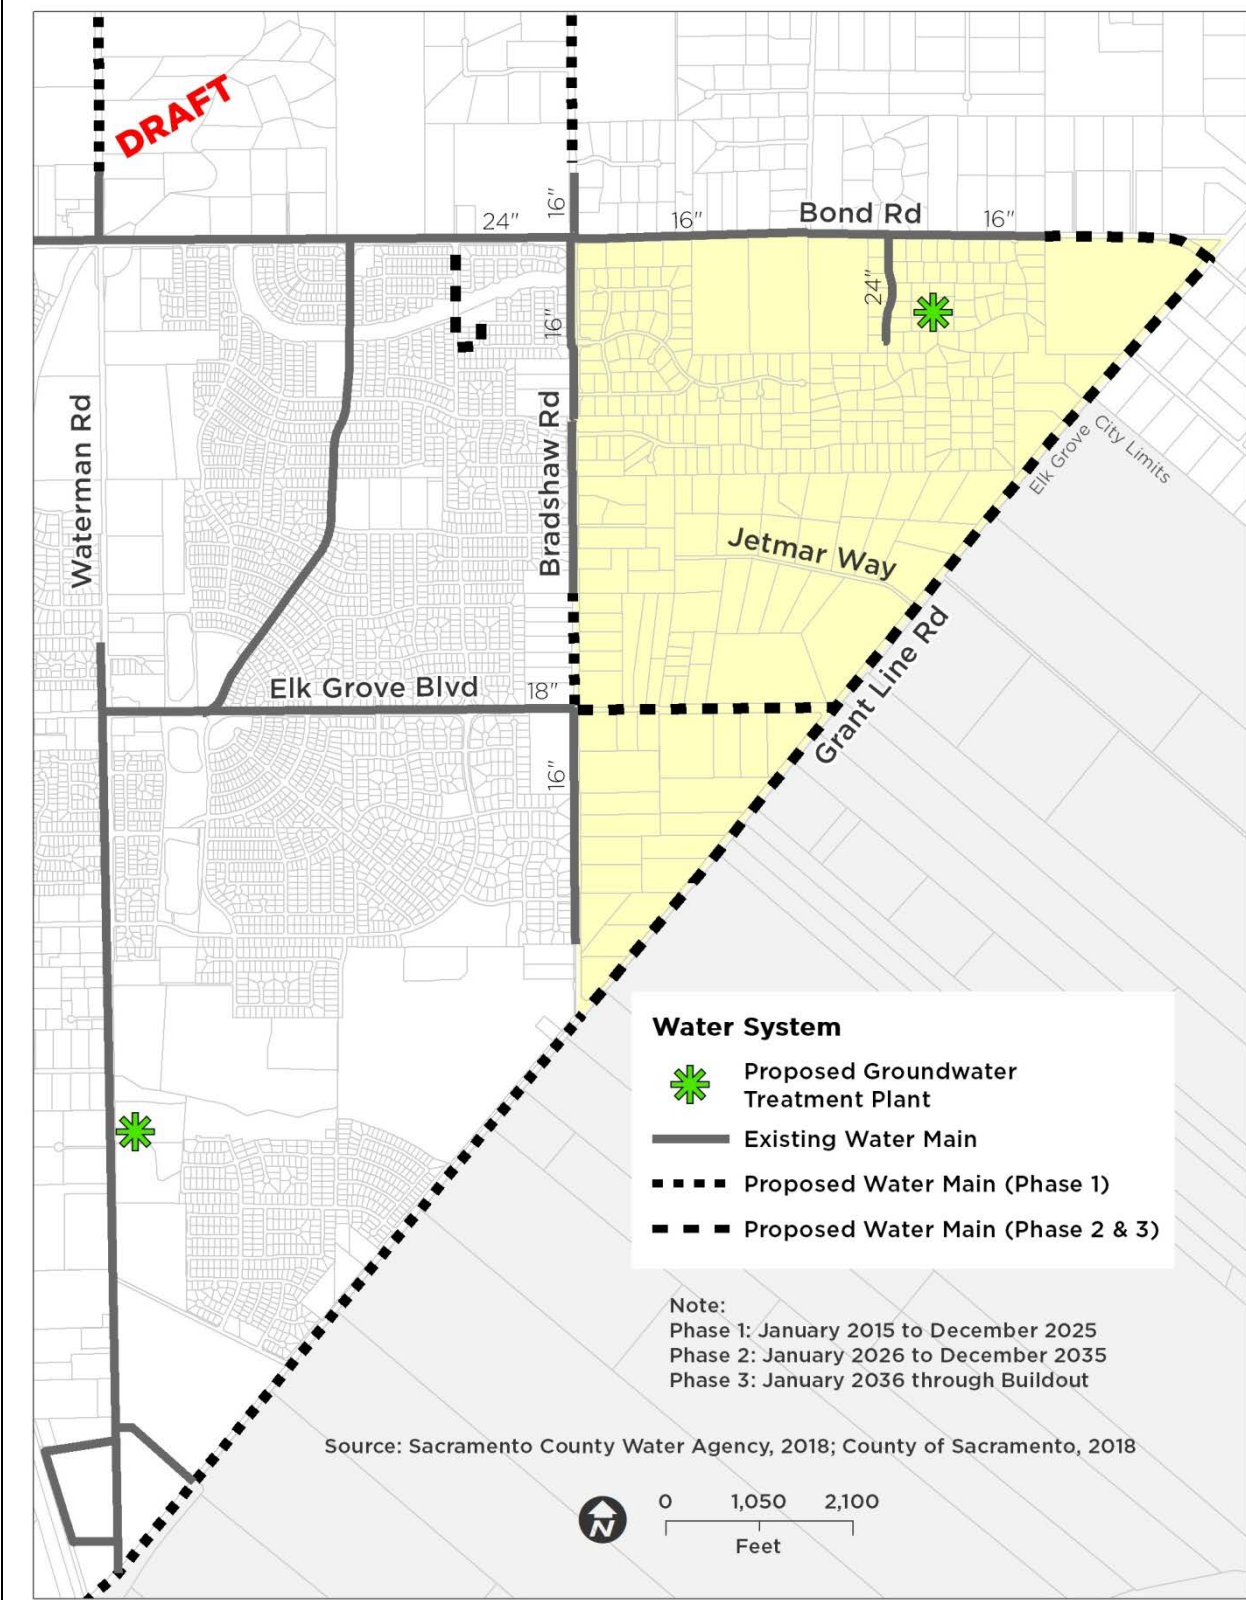 DRAFT
16"
24"
16"
Bond Rd
16"
24"
16"
Waterman Rd
Bradshaw Rd
Elk Grove
City Limits
Jetmar Way
Grant Line Rd
Elk Grove Blvd
18"
16"
Water System
Proposed Groundwater
Treatment Plant
Existing Water Main
Proposed Water Main (Phase 1)
Proposed Water Main (Phase 2 & 3)
Note:
Phase 1: January 2015 to December 2025
Phase 2: January 2026 to December 2035
Phase 3: January 2036 through Buildout
Source: Sacramento County Water Agency, 2018; County of Sacramento, 2018
N
0 1,050 2,100
Feet